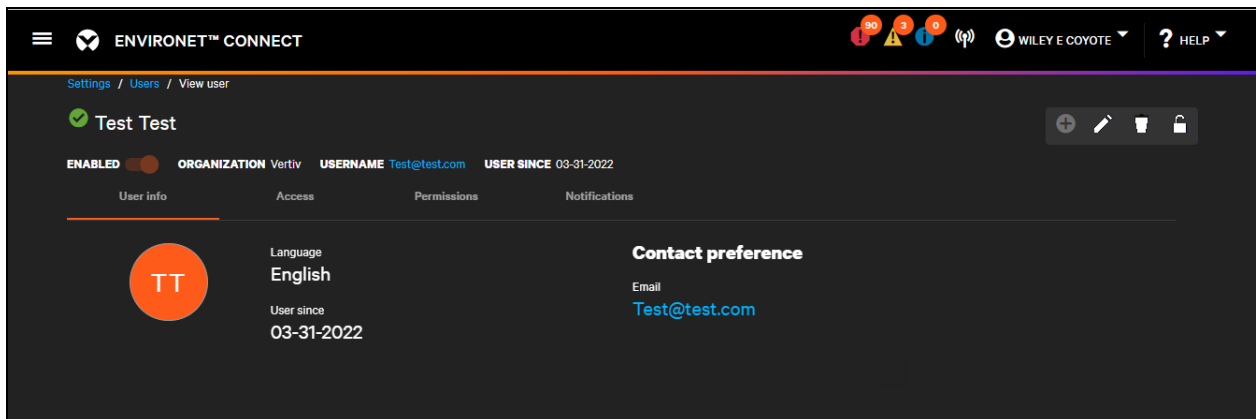 90 3 0
ENVIRONET™ CONNECT WILEY E COYOTE ? HELP
Settings / Users / View user
Test Test
ENABLED ORGANIZATION Vertiv USERNAME Test@test.com USER SINCE 03-31-2022
User info Access Permissions Notifications
TT
Language
English
User since
03-31-2022
Contact preference
Email
Test@test.com